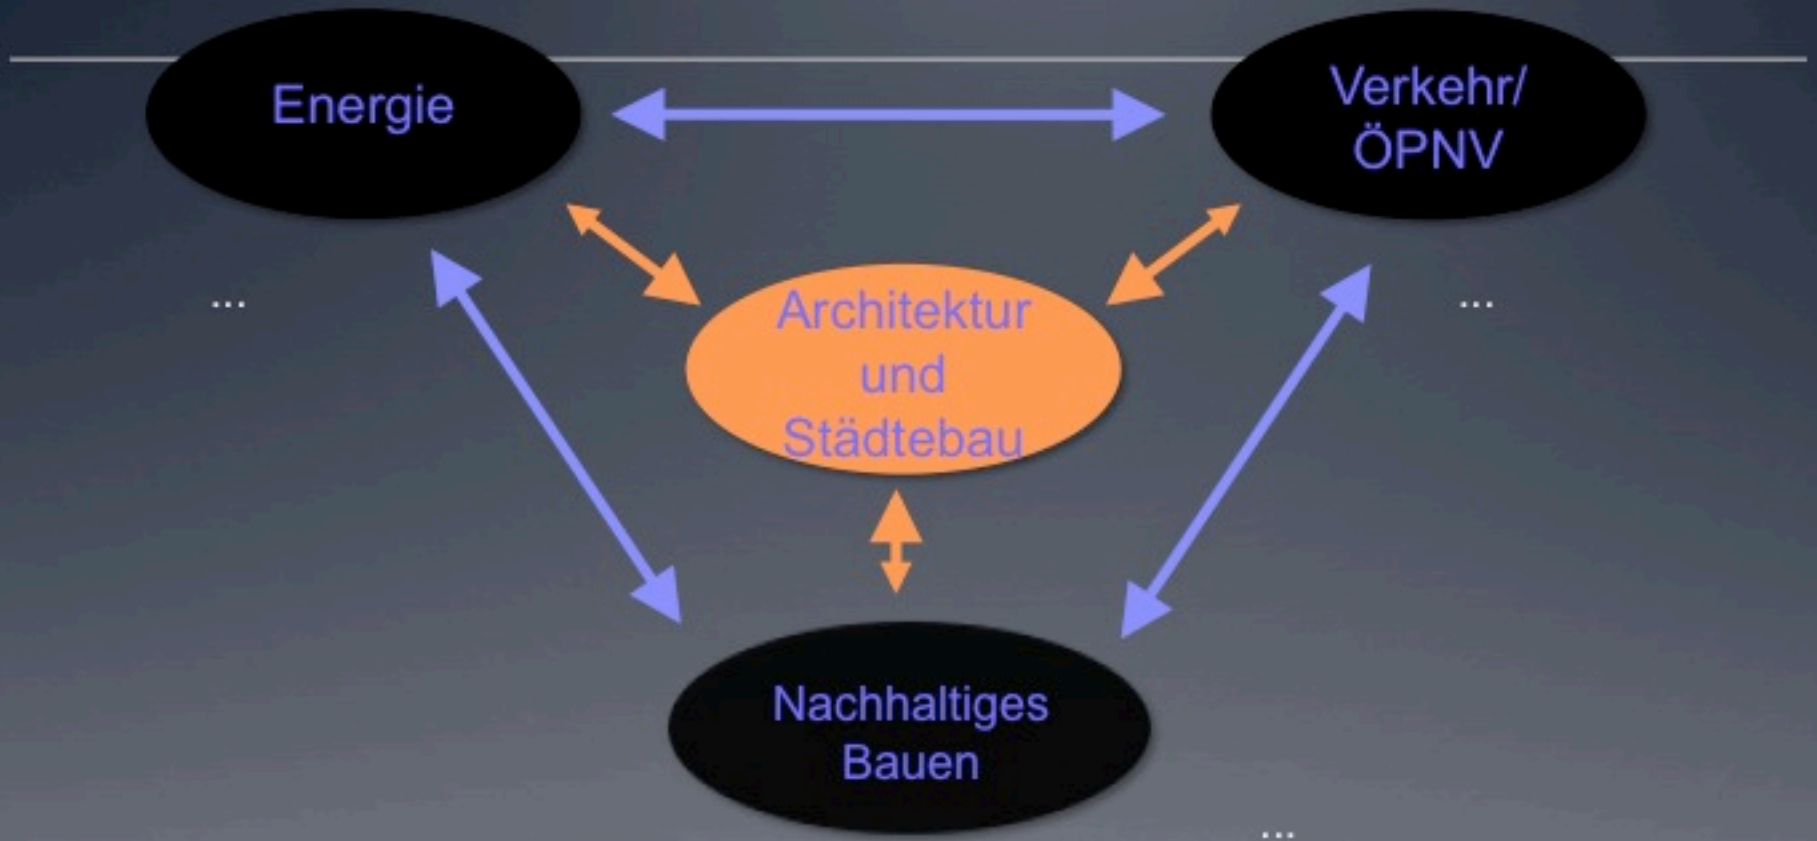 Energie
Verkehr/
ÖPNV
...
...
Architektur
und
Städtebau
Nachhaltiges
Bauen
...